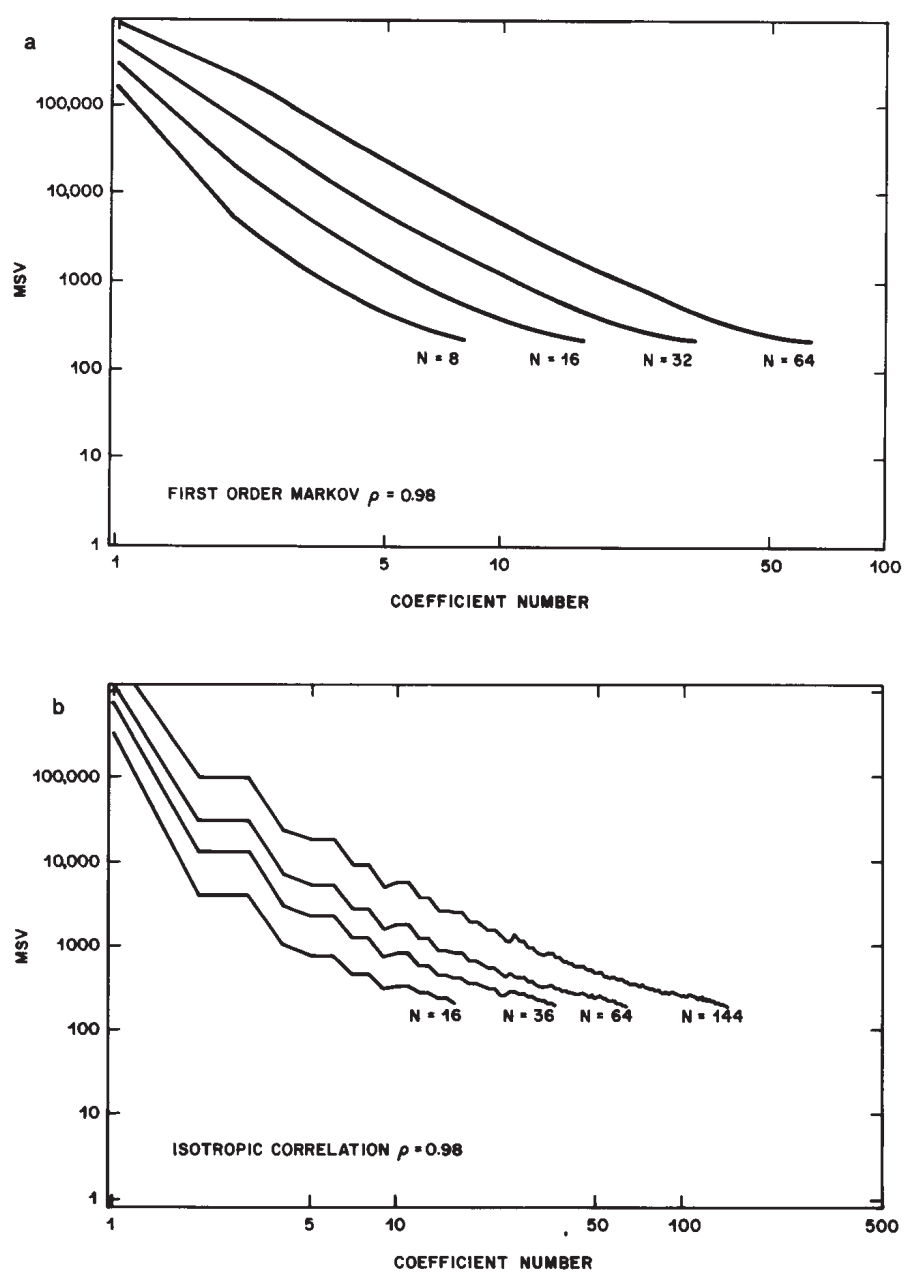 a
100,000
10,000
1000
100
10
1
MSV
N = 8
N = 16
N = 32
N = 64
FIRST ORDER MARKOV ρ = 0.98
1
5
10
50
100
COEFFICIENT NUMBER
b
100,000
10,000
1000
100
10
1
MSV
N = 16
N = 36
N = 64
N = 144
ISOTROPIC CORRELATION ρ = 0.98
1
5
10
50
100
500
COEFFICIENT NUMBER